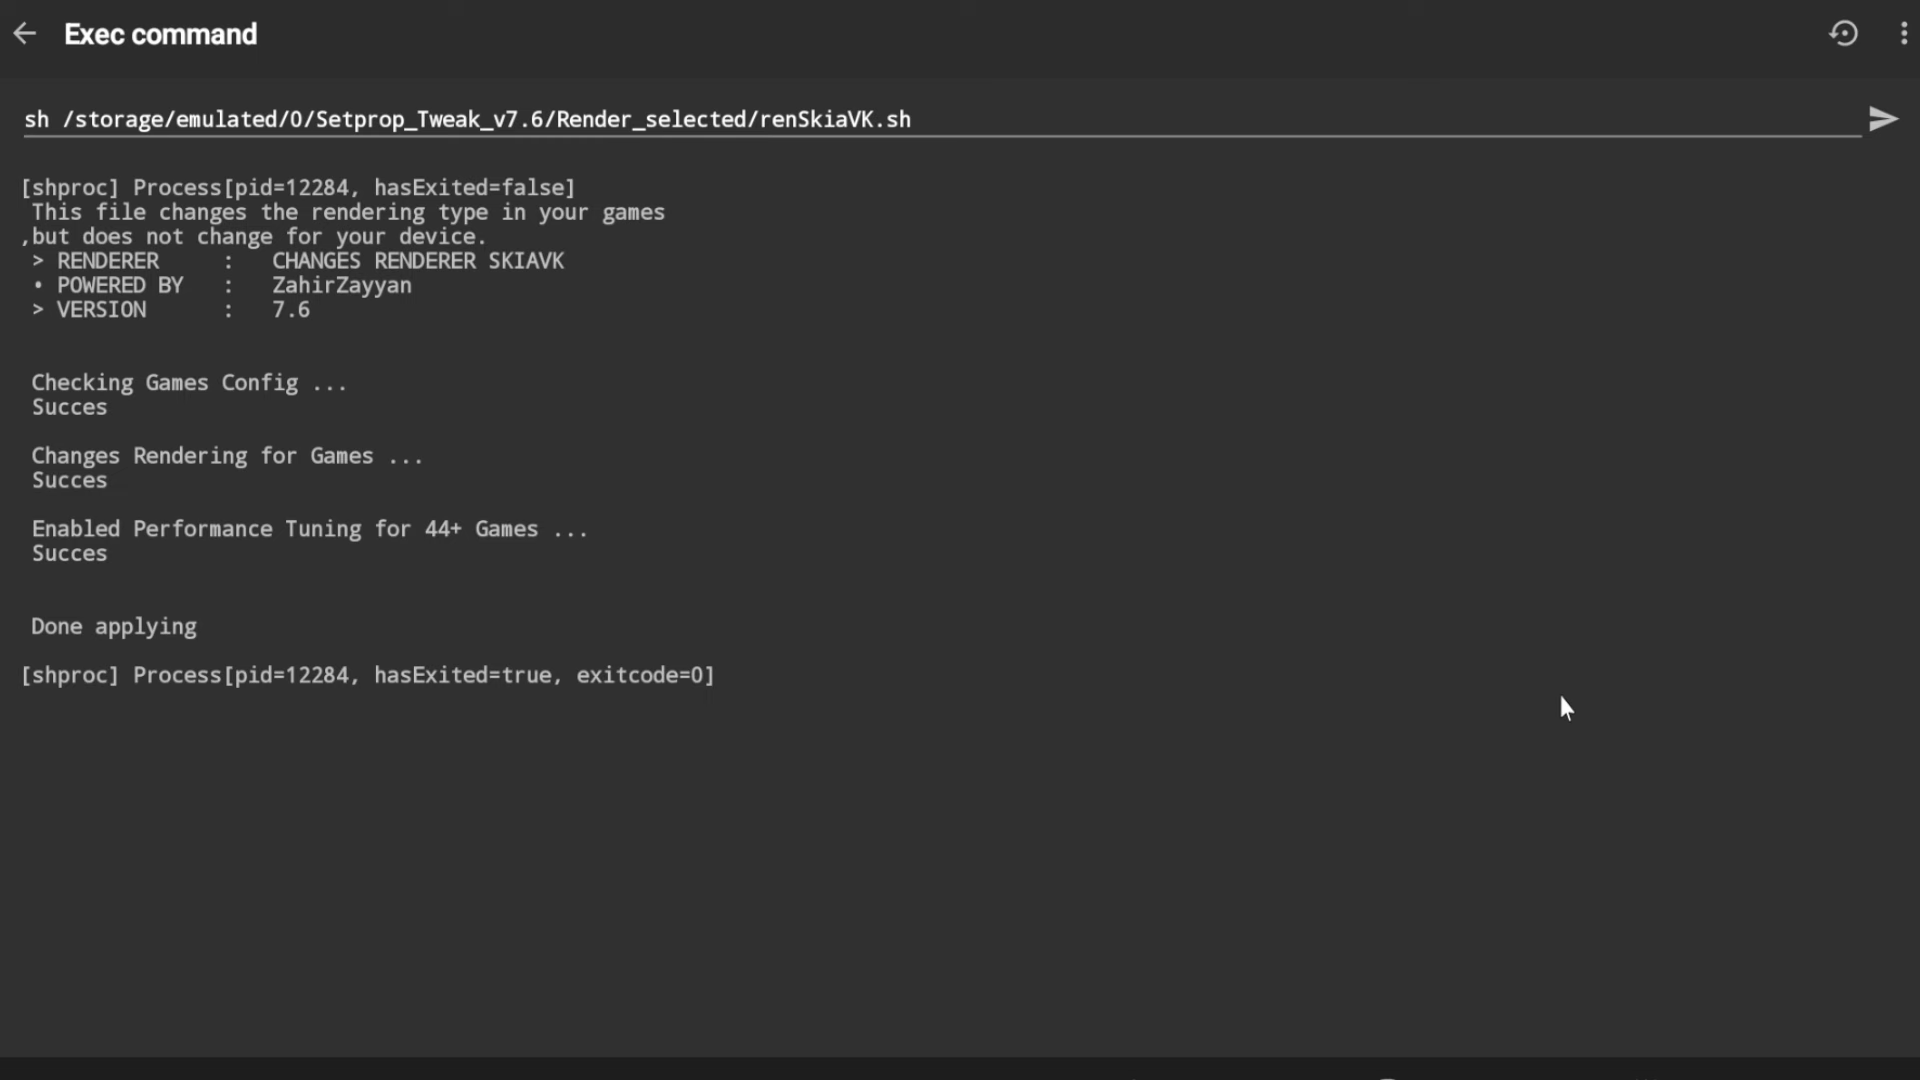 Exec command
sh /storage/emulated/0/Setprop_Tweak_v7.6/Render_selected/renSkiaVK.sh
[shproc] Process[pid=12284, hasExited=false]
This file changes the rendering type in your games
,but does not change for your device.
> RENDERER : CHANGES RENDERER SKIAVK
• POWERED BY : ZahirZayyan
> VERSION : 7.6
Checking Games Config ...
Succes
Changes Rendering for Games ...
Succes
Enabled Performance Tuning for 44+ Games ...
Succes
Done applying
[shproc] Process[pid=12284, hasExited=true, exitcode=0]